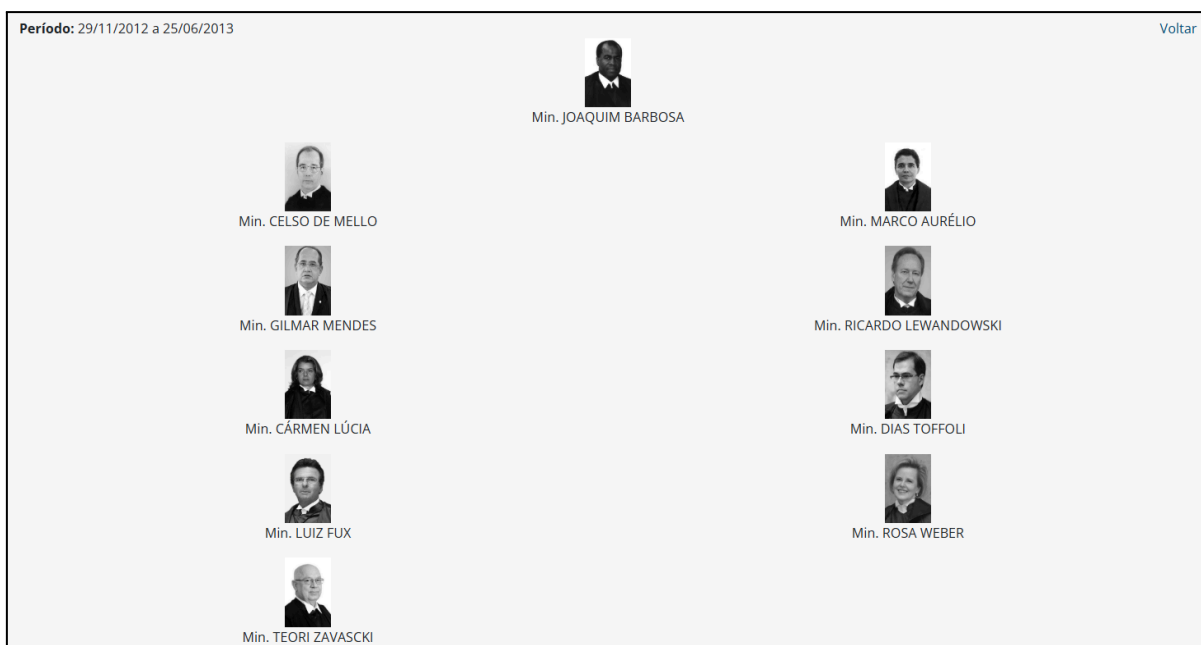 Período: 29/11/2012 a 25/06/2013
Voltar
Min. JOAQUIM BARBOSA
Min. CELSO DE MELLO
Min. MARCO AURÉLIO
Min. GILMAR MENDES
Min. RICARDO LEWANDOWSKI
Min. CÁRMEN LÚCIA
Min. DIAS TOFFOLI
Min. LUIZ FUX
Min. ROSA WEBER
Min. TEORI ZAVASCKI